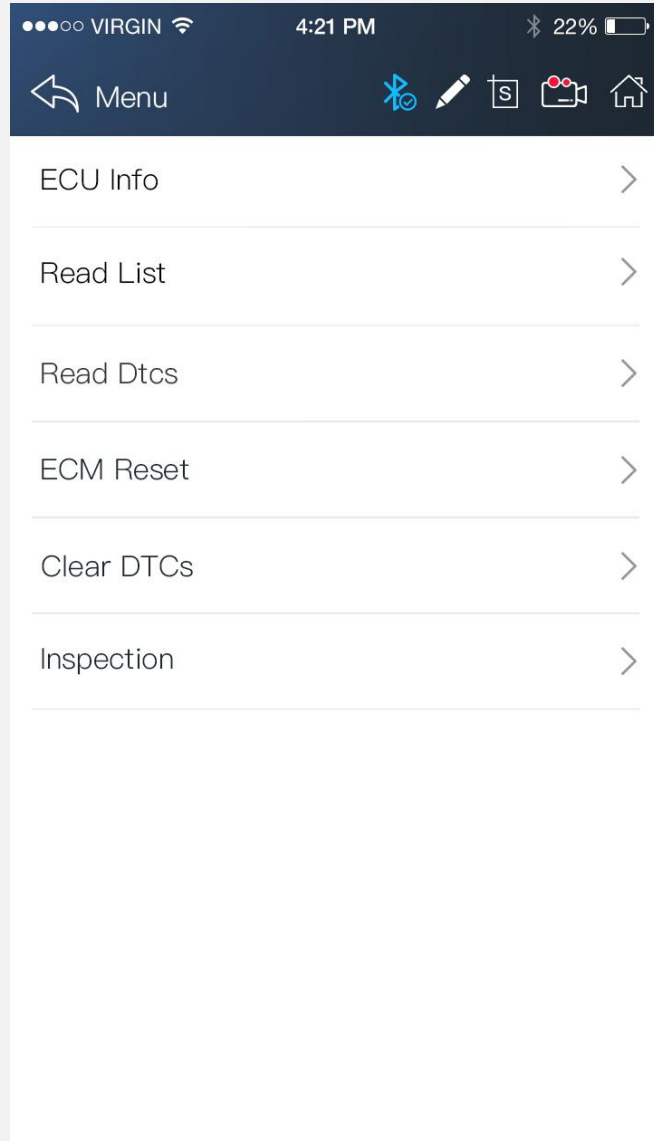 VIRGIN 4:21 PM 22%
Menu S
ECU Info
Read List
Read Dtcs
ECM Reset
Clear DTCs
Inspection